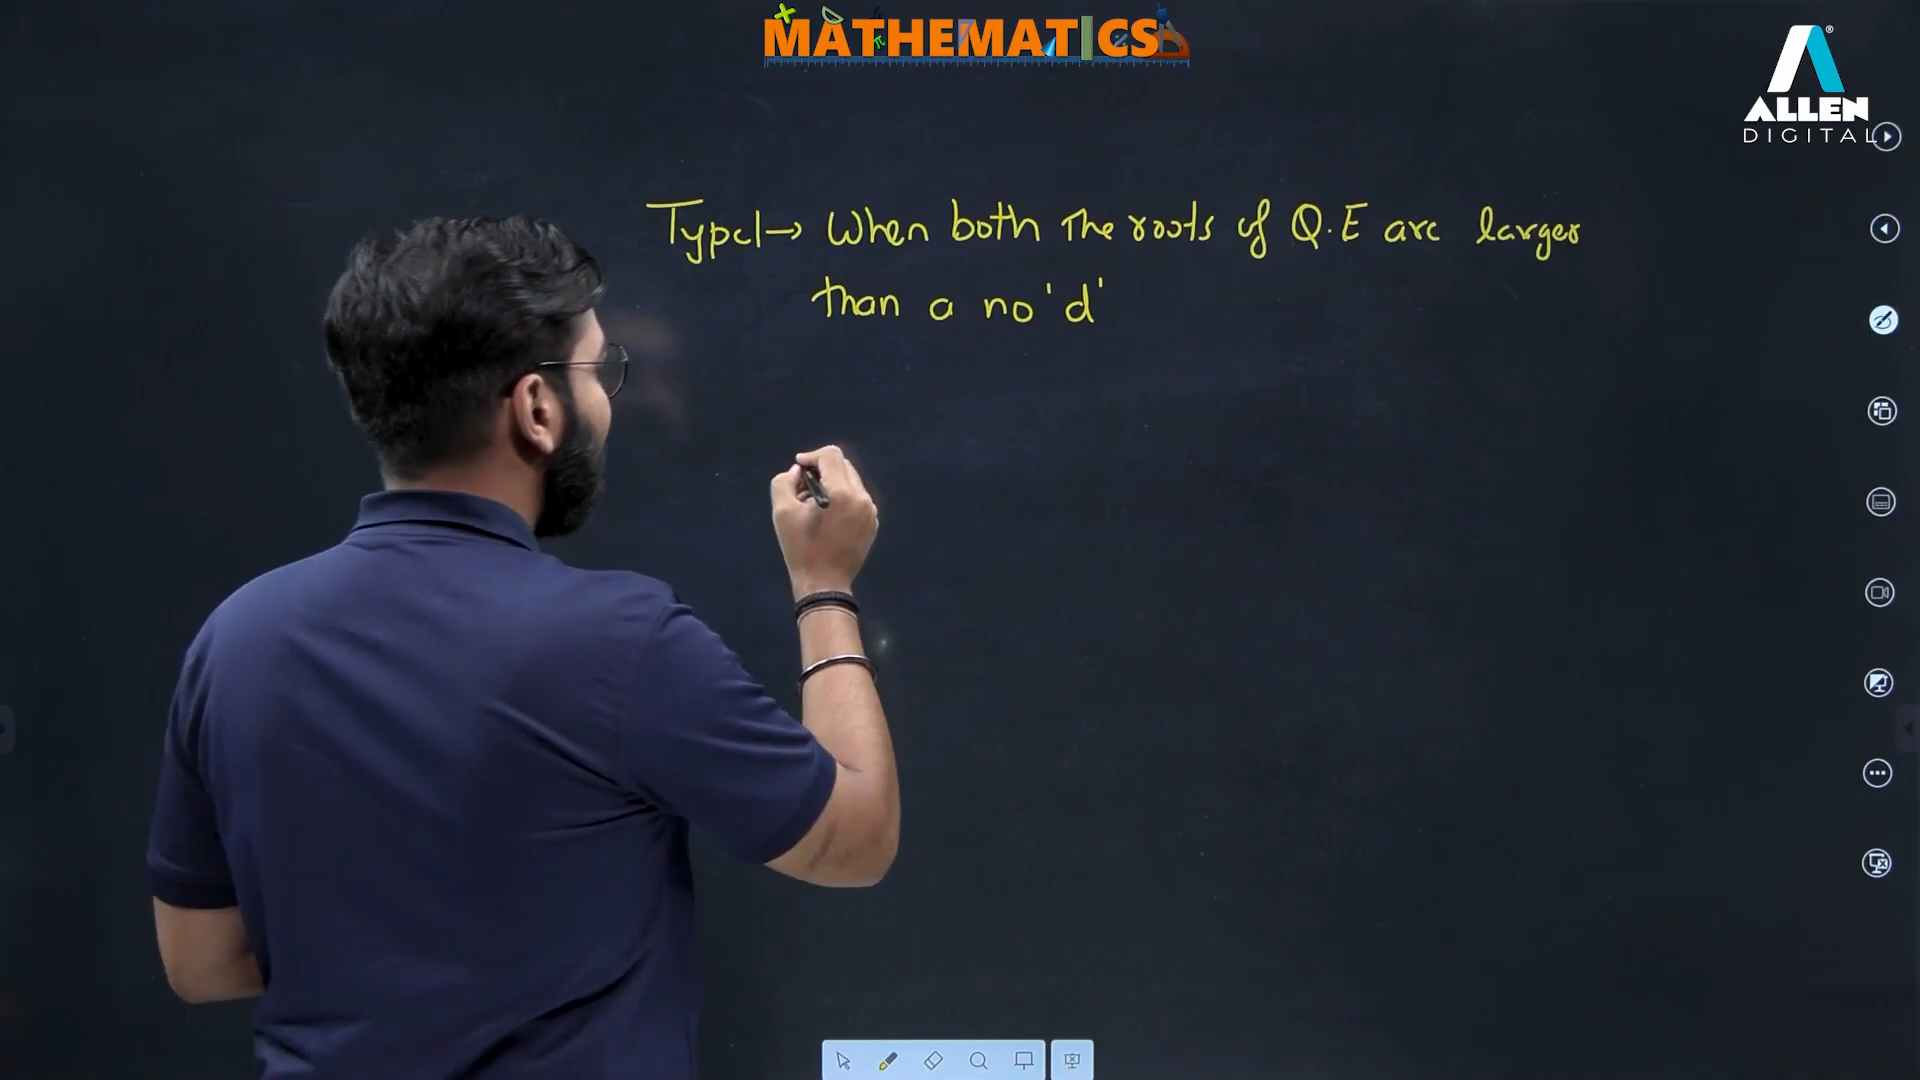 MATHEMATICS
ALLEN
DIGITAL
Type1→ When both the roots of Q.E are larger
than a no 'd'